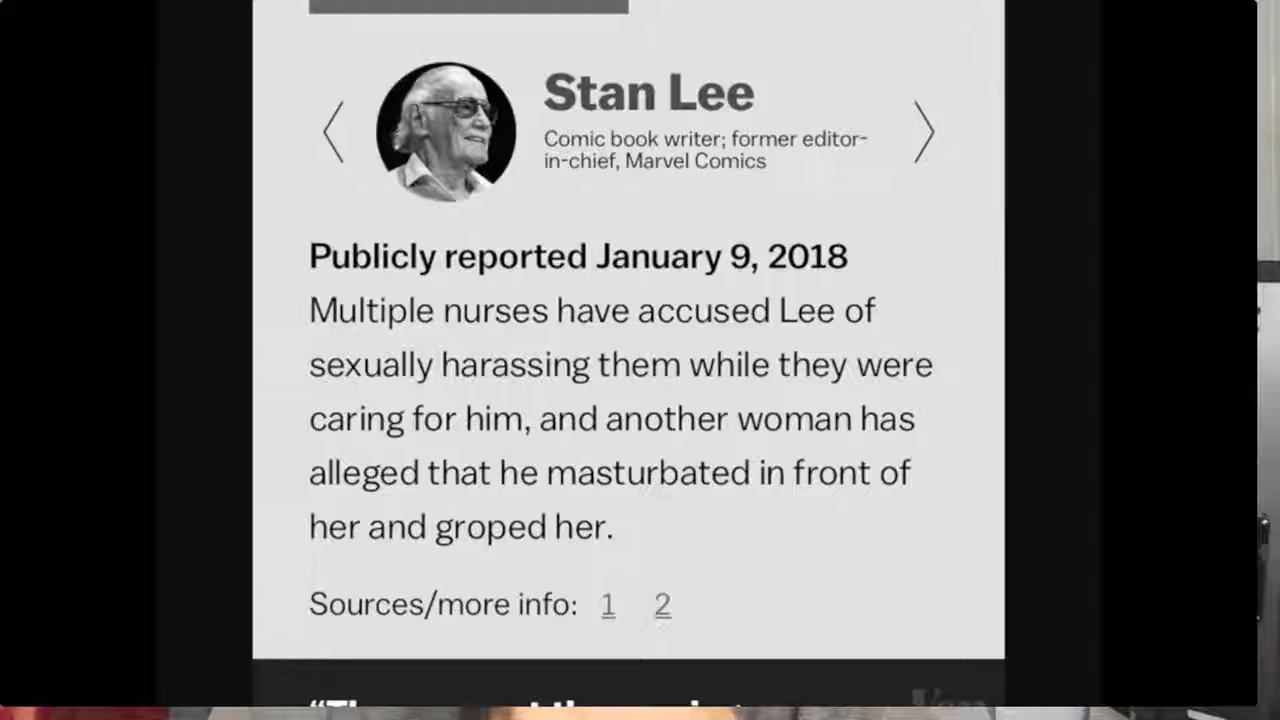 Stan Lee
Comic book writer; former editor-
in-chief, Marvel Comics
Publicly reported January 9, 2018
Multiple nurses have accused Lee of
sexually harassing them while they were
caring for him, and another woman has
alleged that he masturbated in front of
her and groped her.
Sources/more info: 1 2